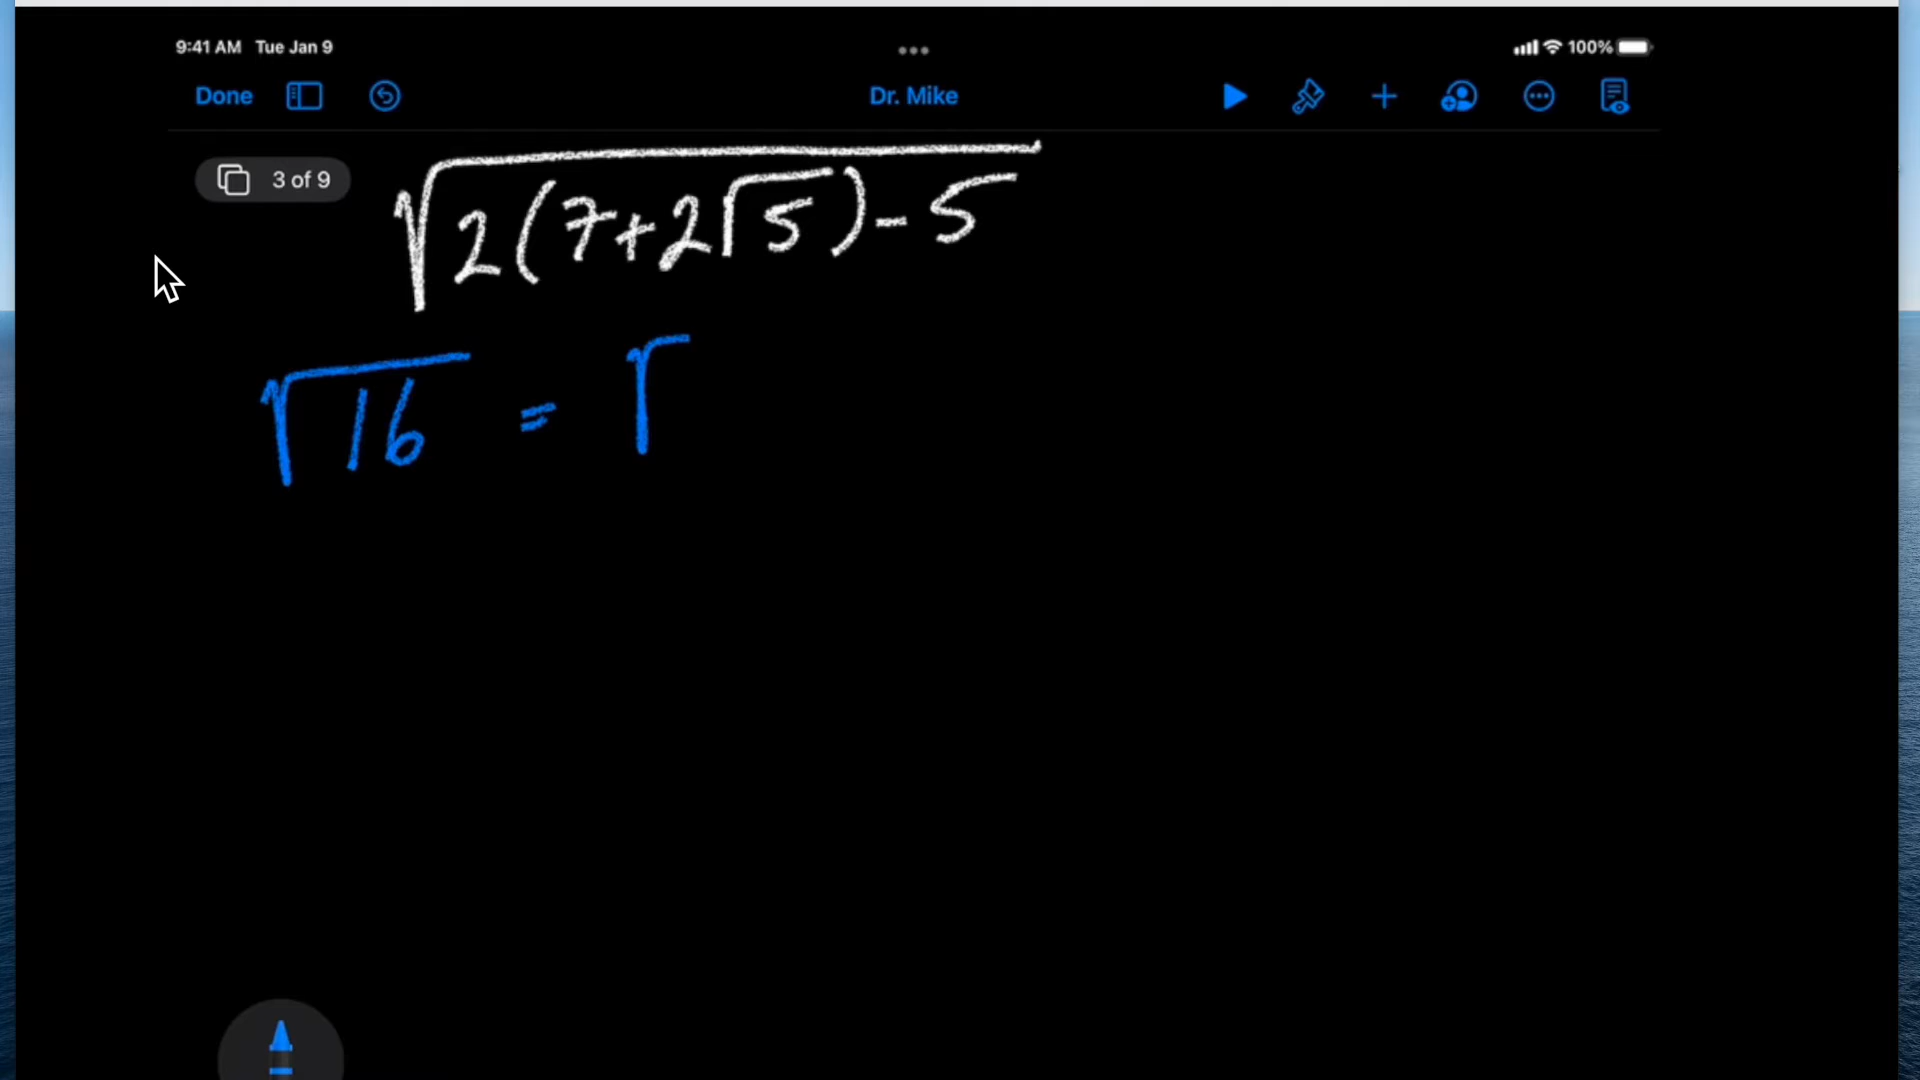 9:41 AM Tue Jan 9
100%
Done
Dr. Mike
3 of 9
√(2(7+2√5)-5)
√16 = √